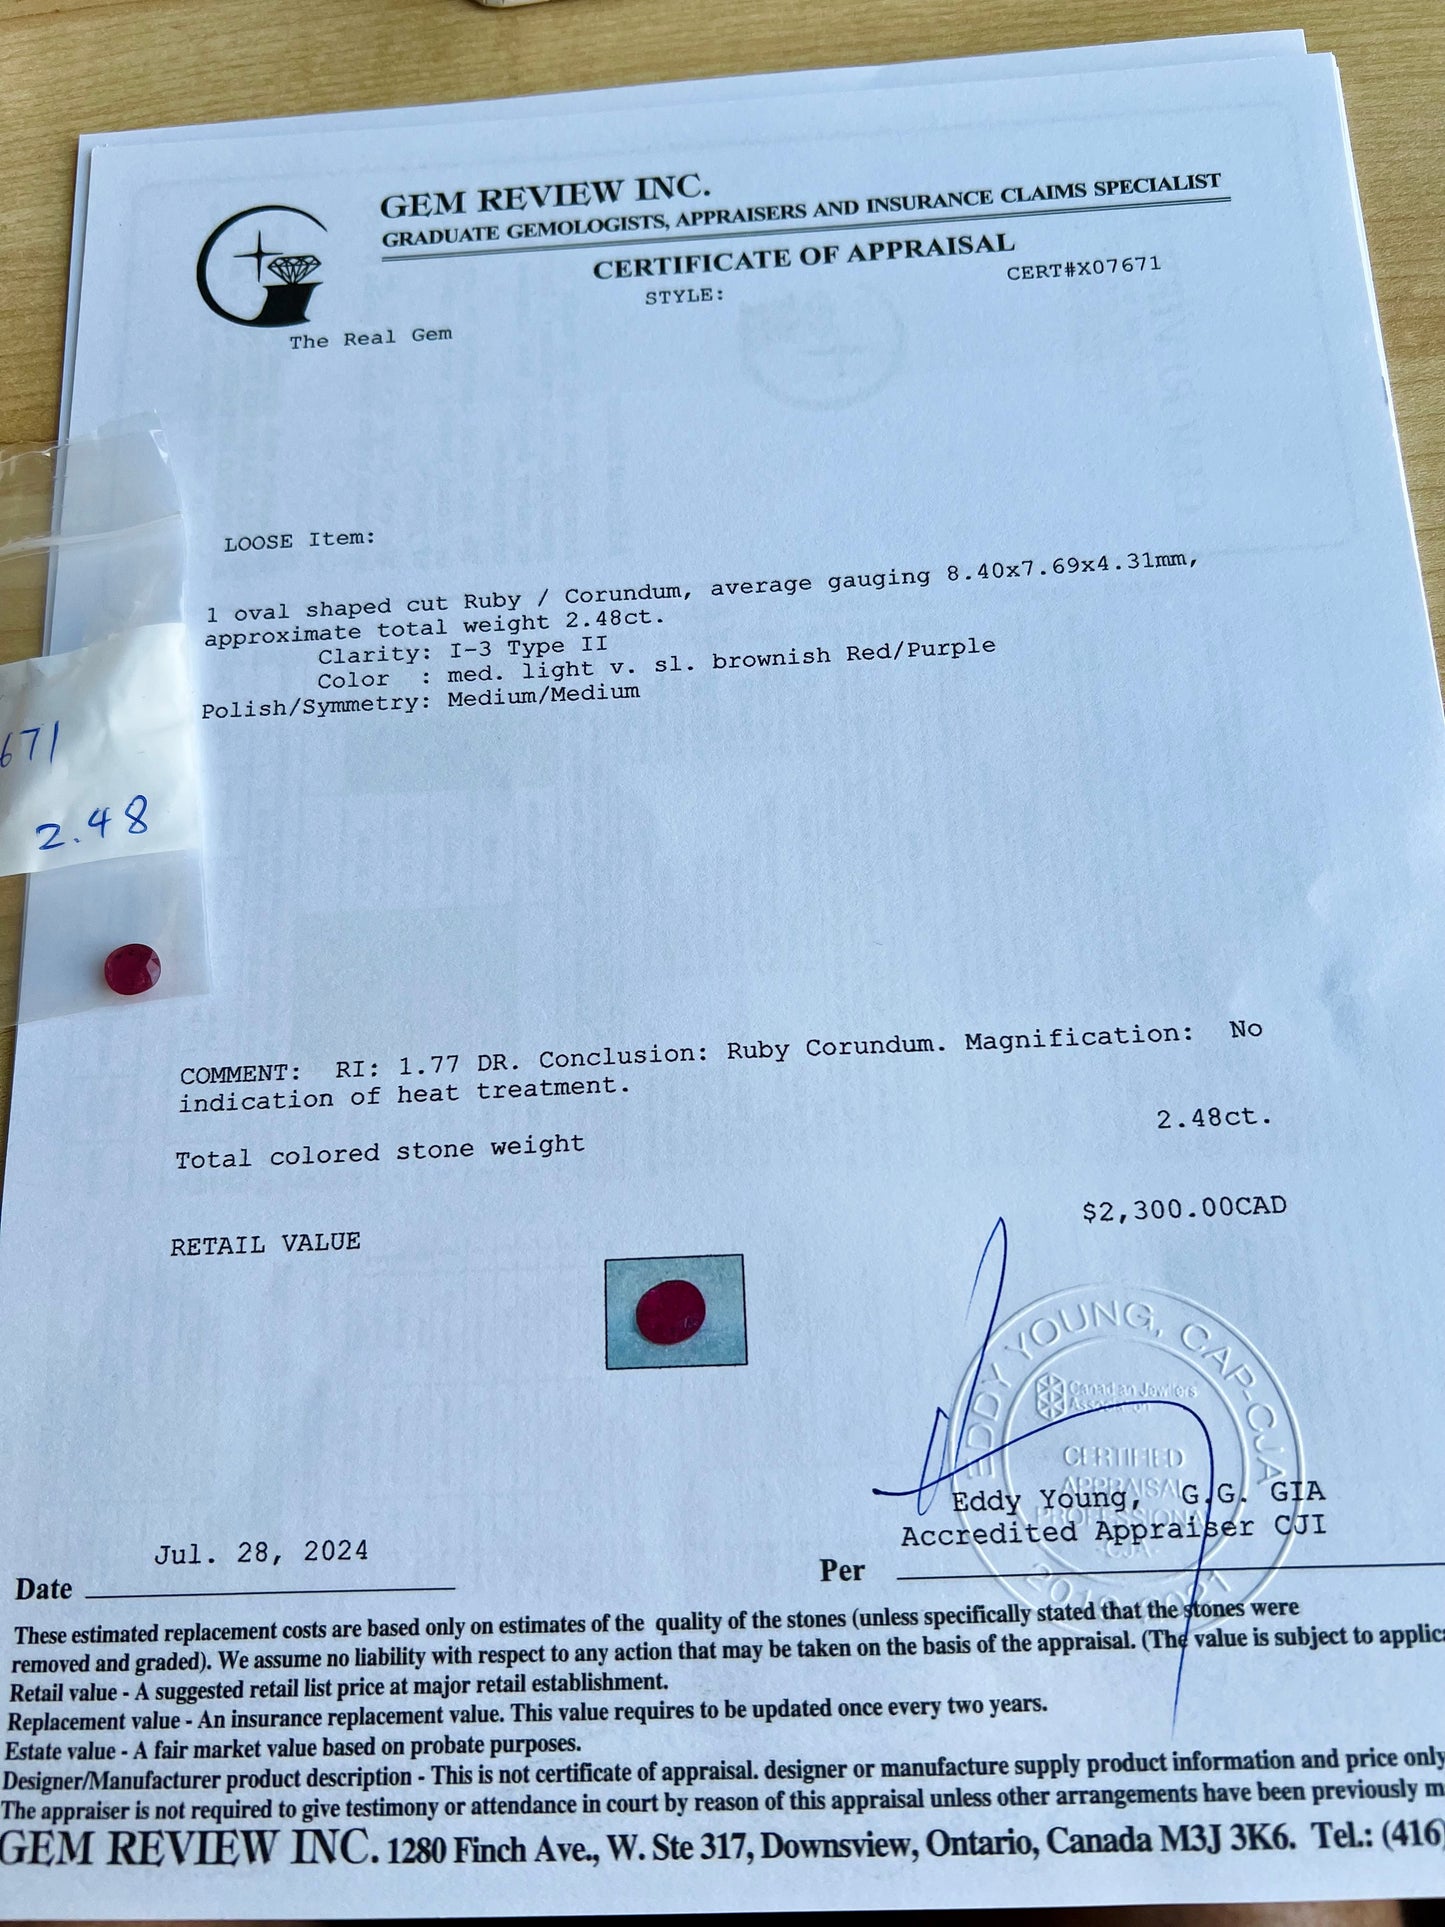 GEM REVIEW INC.
GRADUATE GEMOLOGISTS, APPRAISERS AND INSURANCE CLAIMS SPECIALIST
CERTIFICATE OF APPRAISAL
STYLE:
CERT#X07671
The Real Gem
LOOSE Item:
1 oval shaped cut Ruby / Corundum, average gauging 8.40x7.69x4.31mm,
approximate total weight 2.48ct.
Clarity: I-3 Type II
Color : med. light v. sl. brownish Red/Purple
Polish/Symmetry: Medium/Medium
671
2.48
COMMENT: RI: 1.77 DR. Conclusion: Ruby Corundum. Magnification: No
indication of heat treatment.
Total colored stone weight 2.48ct.
RETAIL VALUE $2,300.00CAD
EDDY YOUNG, CAP-CJA
Canadian Jewellers
Association
CERTIFIED
APPRAISAL
PROFESSIONAL
-CJA-
Eddy Young, G.G. GIA
Accredited Appraiser CJI
Jul. 28, 2024
Date
Per
These estimated replacement costs are based only on estimates of the quality of the stones (unless specifically stated that the stones were
removed and graded). We assume no liability with respect to any action that may be taken on the basis of the appraisal. (The value is subject to applic
Retail value - A suggested retail list price at major retail establishment.
Replacement value - An insurance replacement value. This value requires to be updated once every two years.
Estate value - A fair market value based on probate purposes.
Designer/Manufacturer product description - This is not certificate of appraisal. designer or manufacture supply product information and price only
The appraiser is not required to give testimony or attendance in court by reason of this appraisal unless other arrangements have been previously m
GEM REVIEW INC. 1280 Finch Ave., W. Ste 317, Downsview, Ontario, Canada M3J 3K6. Tel.: (416)